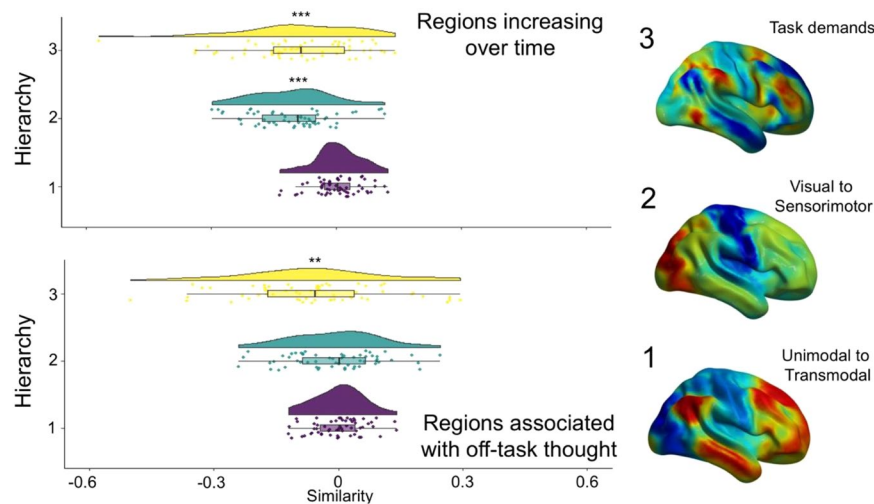 ***
Regions increasing
over time
3
***
2
1
Hierarchy
**
3
2
1
Hierarchy
Regions associated
with off-task thought
-0.6
-0.3
0
0.3
0.6
Similarity
3
Task demands
2
Visual to
Sensorimotor
1
Unimodal to
Transmodal